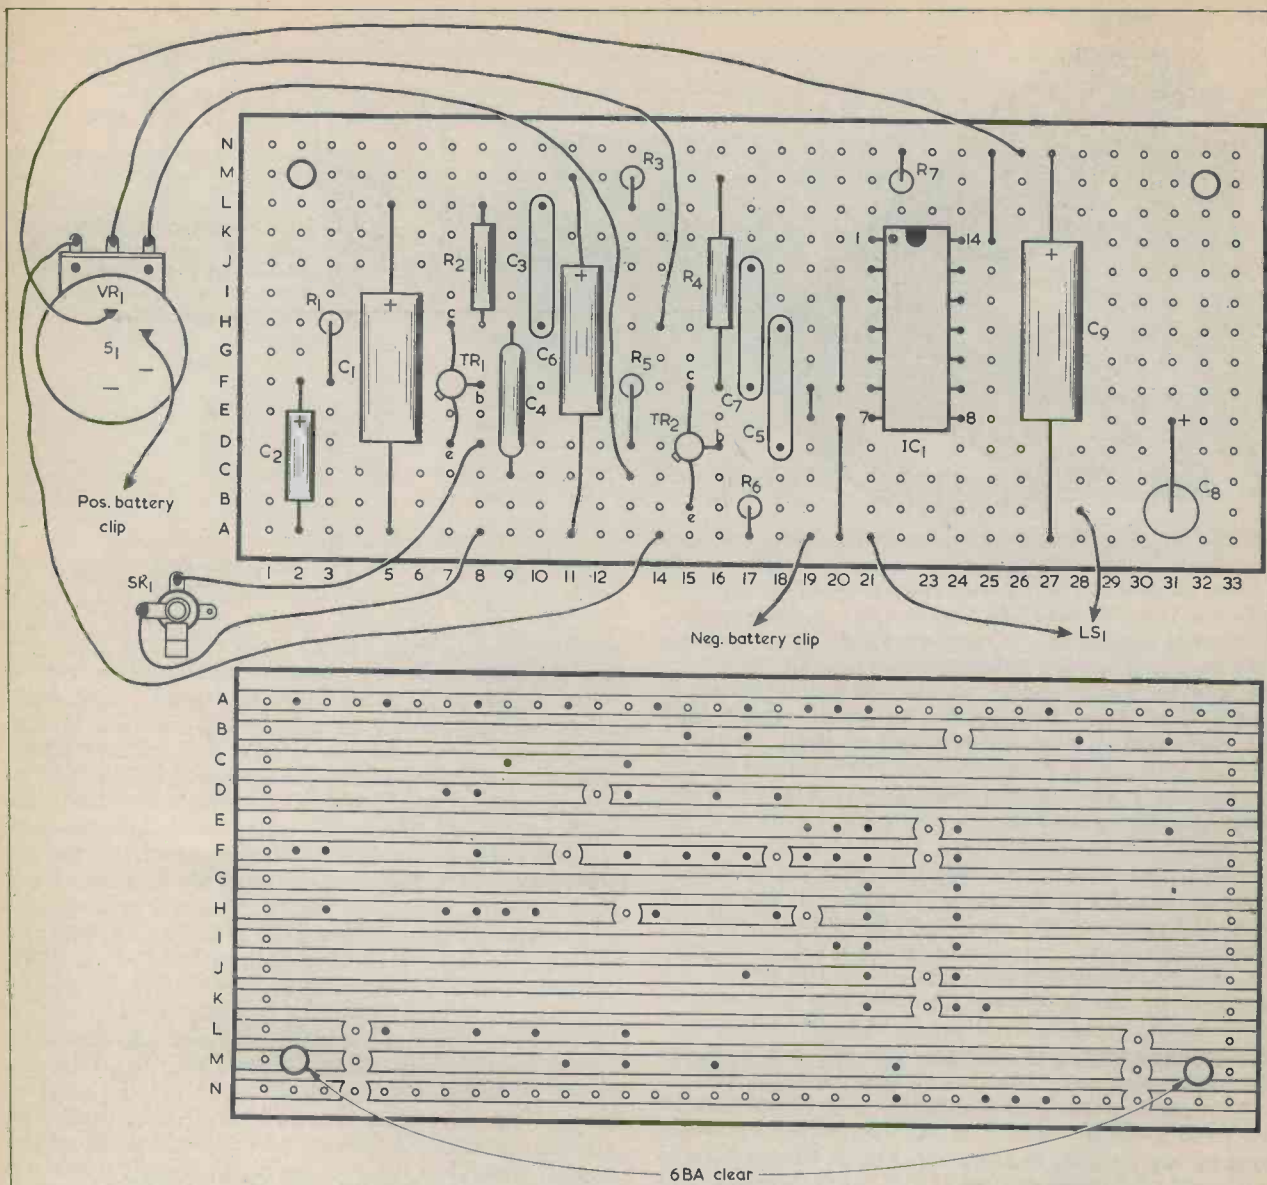 N
M
L
K
J
I
H
G
F
E
D
C
B
A
R3
R7
R2
C3
R4
1
14
VR1
S1
R1
C1
c
TR1
b
e
C4
C6
R5
c
TR2
b
e
C7
C5
7
8
IC1
C9
C2
R6
C8
+
+
+
+
+
Pos. battery
clip
SR1
1 2 3 5 6 7 8 9 10 11 12 14 15 16 17 18 19 20 21 23 24 25 26 27 28 29 30 31 32 33
Neg. battery clip
LS1
A
B
C
D
E
F
G
H
I
J
K
L
M
N
6BA clear